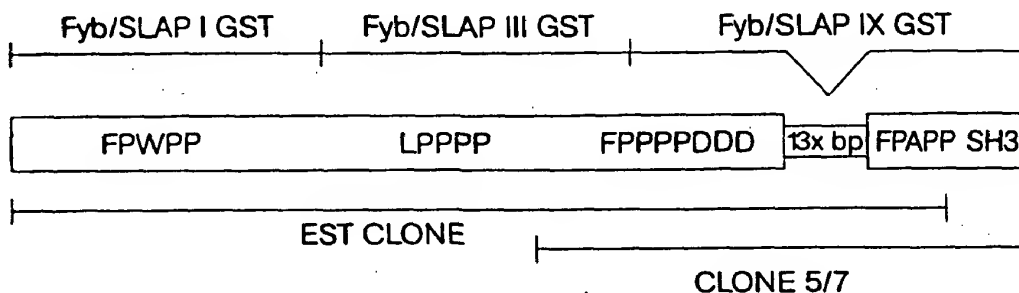 Fyb/SLAP I GST Fyb/SLAP III GST Fyb/SLAP IX GST
FPWPP LPPPP FPPPPDDD 13x bp FPAPP SH3
EST CLONE
CLONE 5/7